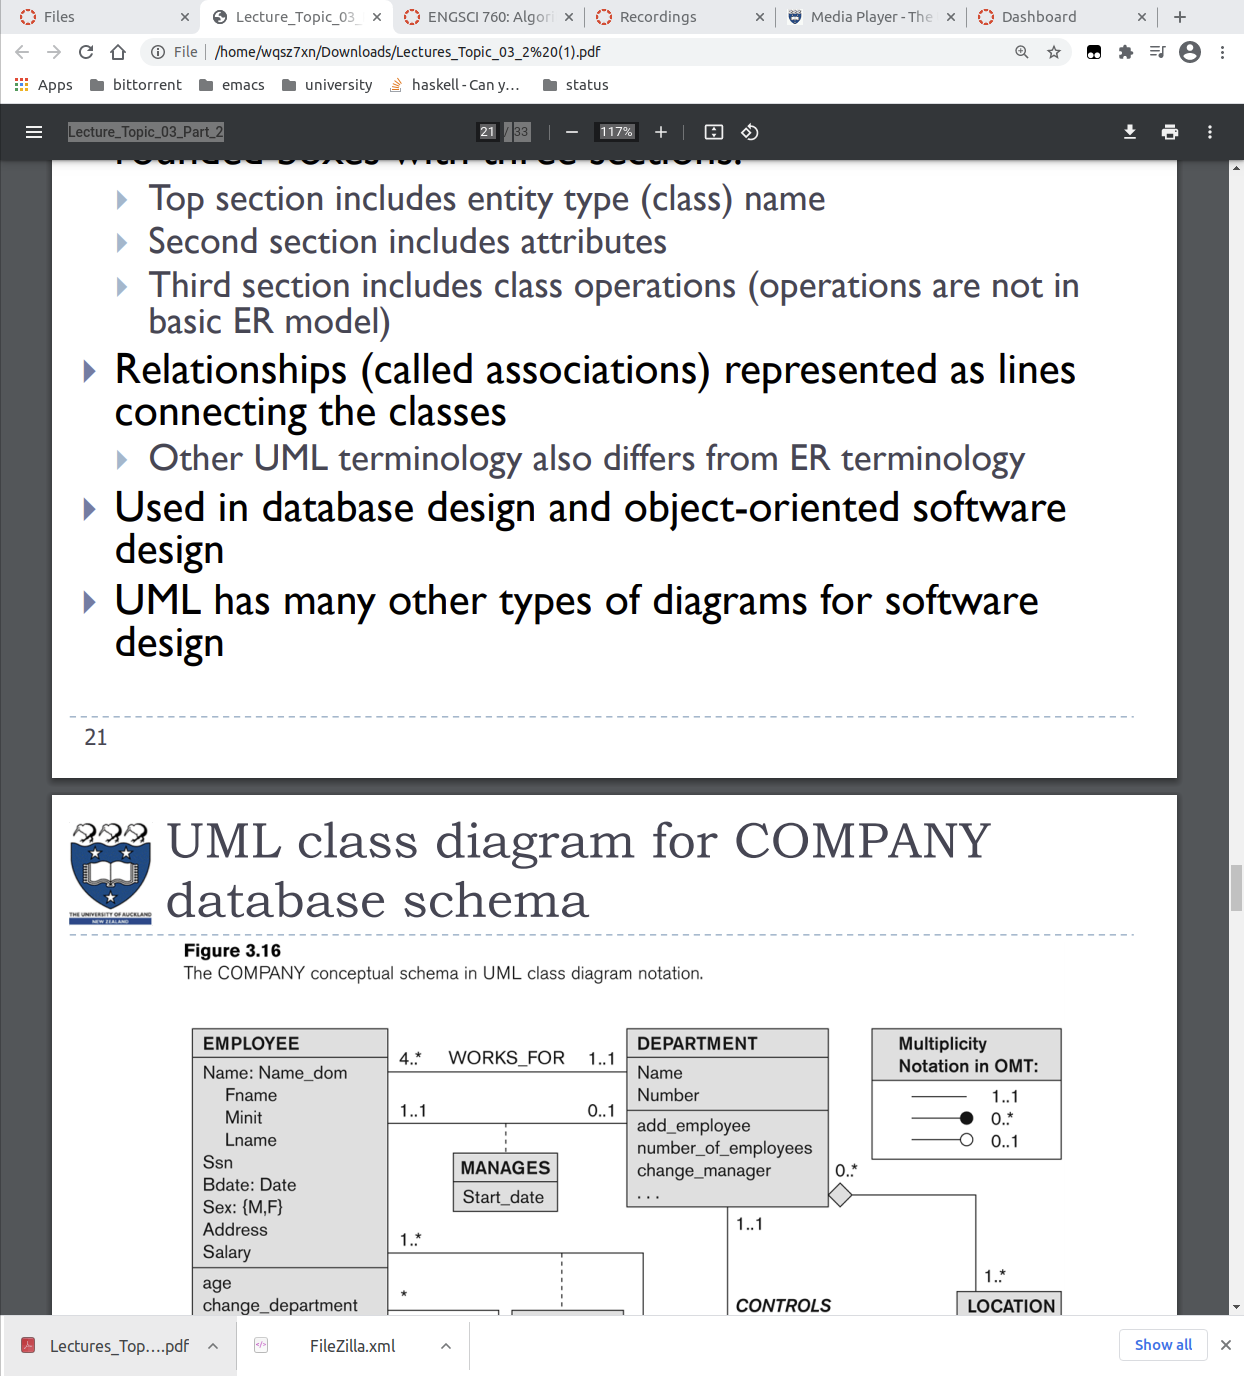 Files
Lecture_Topic_03_
ENGSCI 760: Algori
Recordings
Media Player - The
Dashboard
File
/home/wqsz7xn/Downloads/Lectures_Topic_03_2%20(1).pdf
Apps
bittorrent
emacs
university
haskell - Can y...
status
Lecture_Topic_03_Part_2
21 / 33
117%
rounded boxes with three sections:
Top section includes entity type (class) name
Second section includes attributes
Third section includes class operations (operations are not in
basic ER model)
Relationships (called associations) represented as lines
connecting the classes
Other UML terminology also differs from ER terminology
Used in database design and object-oriented software
design
UML has many other types of diagrams for software
design
21
THE UNIVERSITY OF AUCKLAND
NEW ZEALAND
UML class diagram for COMPANY
database schema
Figure 3.16
The COMPANY conceptual schema in UML class diagram notation.
EMPLOYEE
Name: Name_dom
Fname
Minit
Lname
Ssn
Bdate: Date
Sex: {M,F}
Address
Salary
age
change_department
4..* WORKS_FOR 1..1
1..1 0..1
MANAGES
Start_date
1..*
*
DEPARTMENT
Name
Number
add_employee
number_of_employees
change_manager
. . .
0..*
1..1
CONTROLS
1..*
LOCATION
Multiplicity
Notation in OMT:
1..1
0..*
0..1
Lectures_Top....pdf
FileZilla.xml
Show all